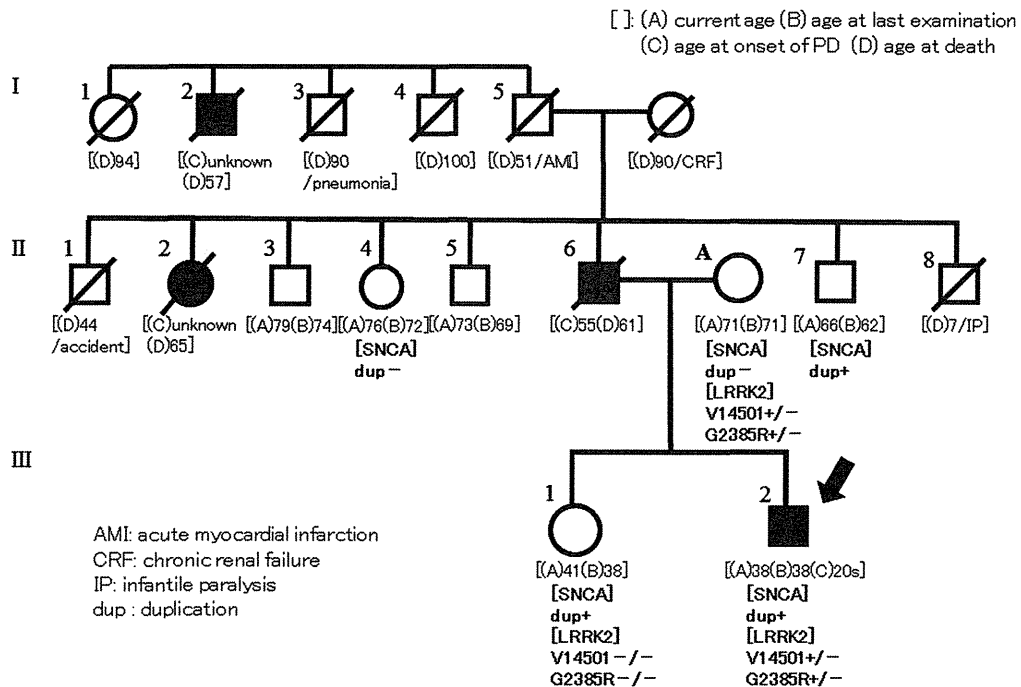 [ ]: (A) current age (B) age at last examination
(C) age at onset of PD (D) age at death
I
1
2
3
4
5
[(D)94]
[(C)unknown
(D)57]
[(D)90
/pneumonia]
[(D)100]
[(D)51/AMI]
[(D)90/CRF]
II
1
2
3
4
5
6
A
7
8
[(D)44
/accident]
[(C)unknown
(D)65]
[(A)79(B)74]
[(A)76(B)72]
[SNCA]
dup−
[(A)73(B)69]
[(C)55(D)61]
[(A)71(B)71]
[SNCA]
dup−
[LRRK2]
V14501+/−
G2385R+/−
[(A)66(B)62]
[SNCA]
dup+
[(D)7/IP]
III
1
2
[(A)41(B)38]
[SNCA]
dup+
[LRRK2]
V14501−/−
G2385R−/−
[(A)38(B)38(C)20s]
[SNCA]
dup+
[LRRK2]
V14501+/−
G2385R+/−
AMI: acute myocardial infarction
CRF: chronic renal failure
IP: infantile paralysis
dup : duplication